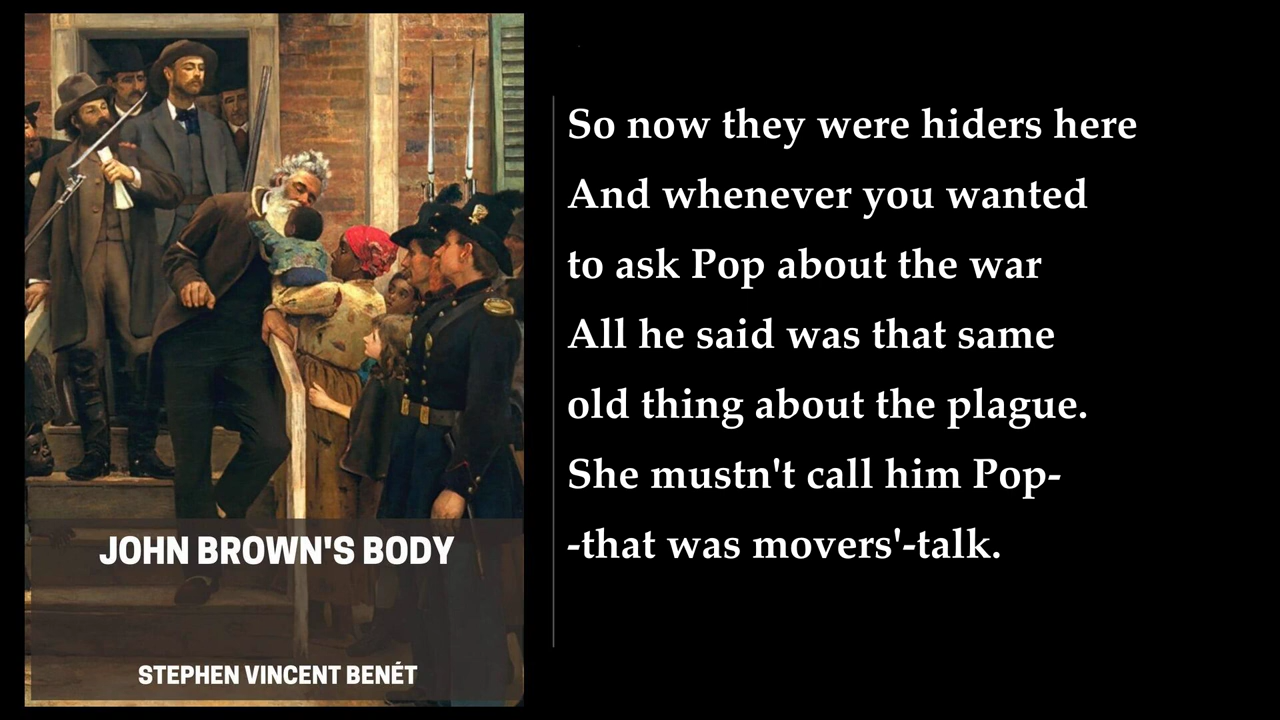 JOHN BROWN'S BODY
STEPHEN VINCENT BENÉT
So now they were hiders here
And whenever you wanted
to ask Pop about the war
All he said was that same
old thing about the plague.
She mustn't call him Pop-
-that was movers'-talk.